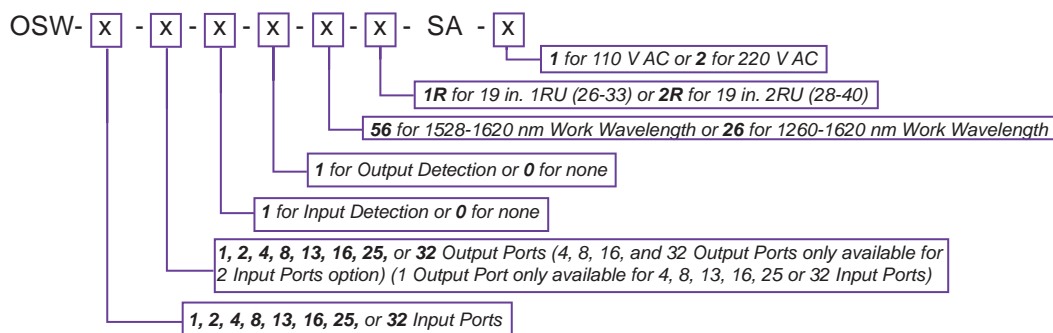 OSW- x - x - x - x - x - x - SA - x
1 for 110 V AC or 2 for 220 V AC
1R for 19 in. 1RU (26-33) or 2R for 19 in. 2RU (28-40)
56 for 1528-1620 nm Work Wavelength or 26 for 1260-1620 nm Work Wavelength
1 for Output Detection or 0 for none
1 for Input Detection or 0 for none
1, 2, 4, 8, 13, 16, 25, or 32 Output Ports (4, 8, 16, and 32 Output Ports only available for
2 Input Ports option) (1 Output Port only available for 4, 8, 13, 16, 25 or 32 Input Ports)
1, 2, 4, 8, 13, 16, 25, or 32 Input Ports